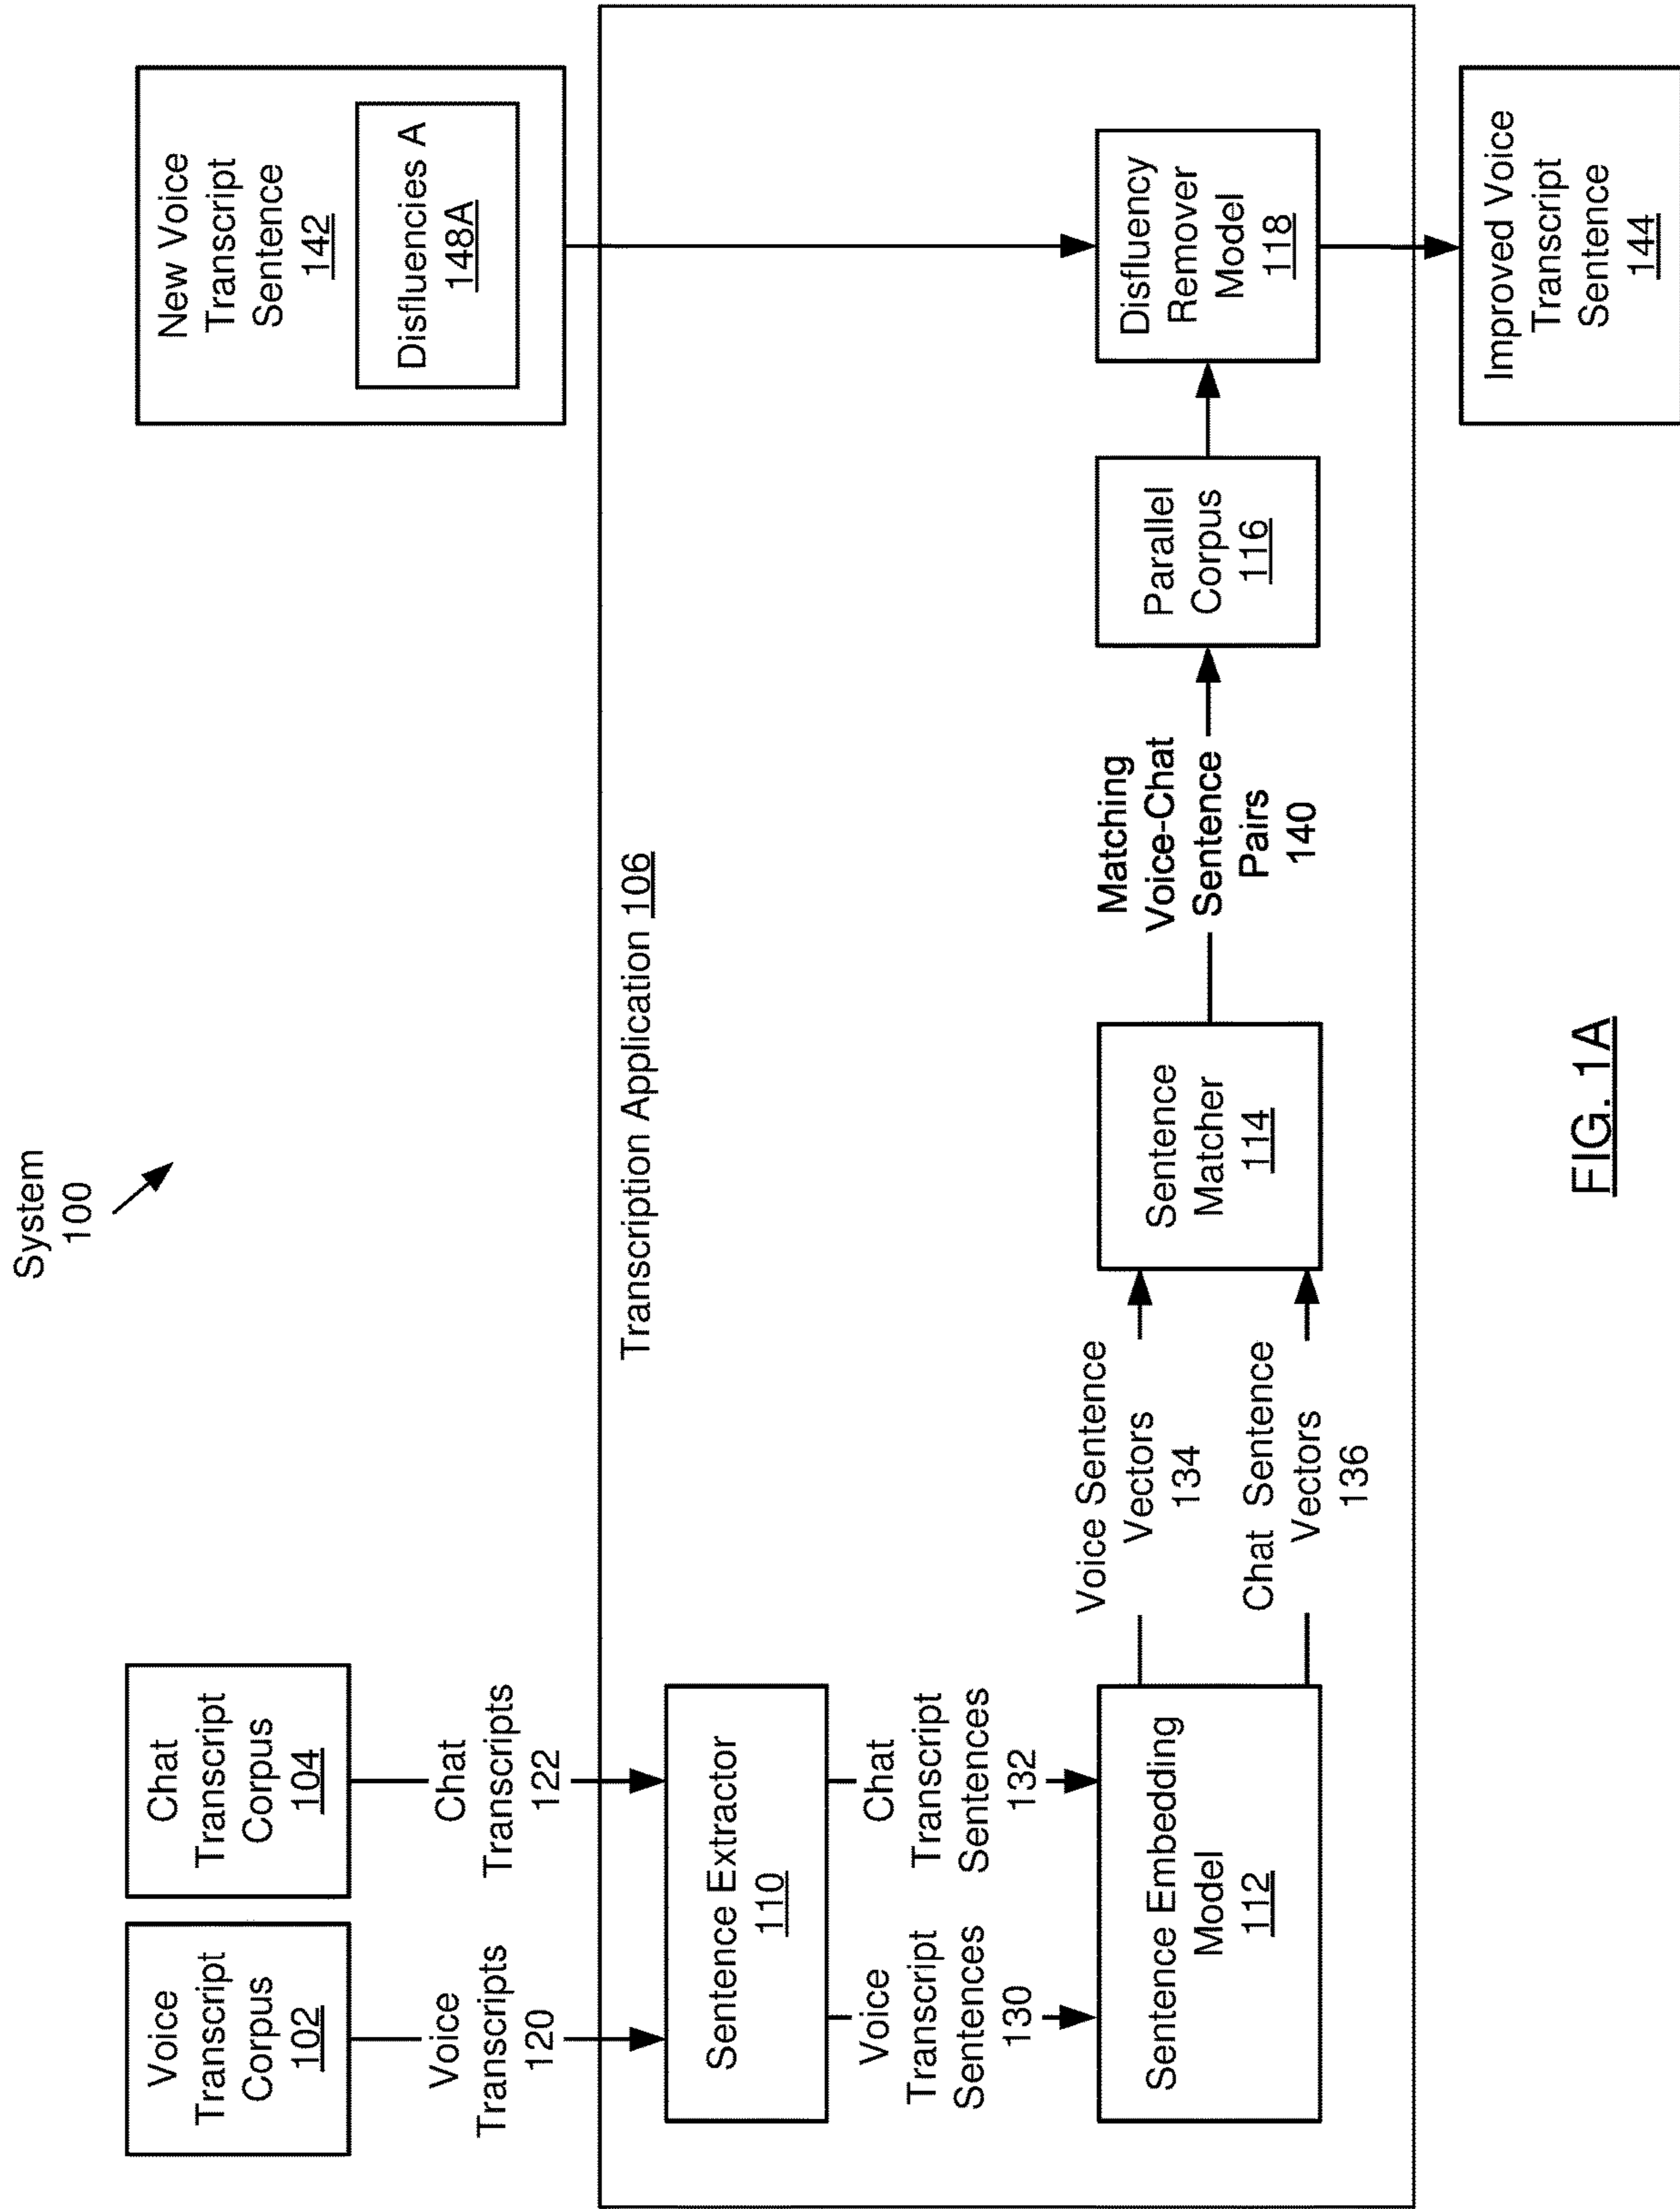 System
100
Voice
Transcript
Corpus
102
Chat
Transcript
Corpus
104
New Voice
Transcript
Sentence
142
Disfluencies A
148A
Voice
Transcripts
120
Chat
Transcripts
122
Transcription Application 106
Sentence Extractor
110
Voice
Transcript
Sentences
130
Chat
Transcript
Sentences
132
Sentence Embedding
Model
112
Voice Sentence
Vectors
134
Chat Sentence
Vectors
136
Sentence
Matcher
114
Matching
Voice-Chat
Sentence
Pairs
140
Parallel
Corpus
116
Disfluency
Remover
Model
118
Improved Voice
Transcript
Sentence
144
FIG. 1A